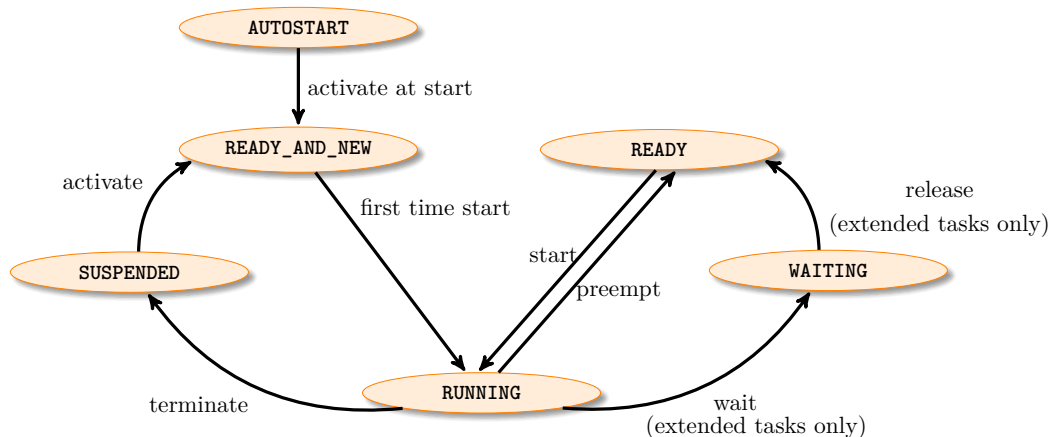 AUTOSTART
activate at start
READY_AND_NEW
READY
activate
release
(extended tasks only)
first time start
start
SUSPENDED
WAITING
preempt
RUNNING
terminate
wait
(extended tasks only)